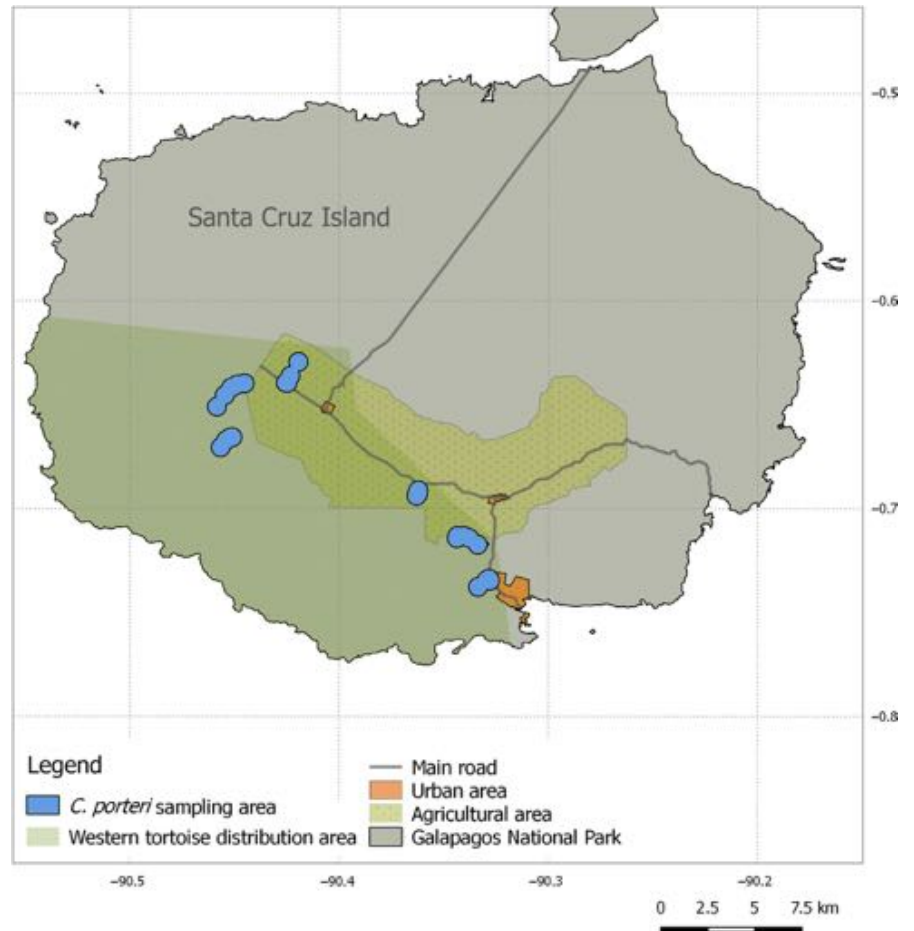 −0.5
Santa Cruz Island
−0.6
−0.7
−0.8
Legend
C. porteri sampling area
Western tortoise distribution area
Main road
Urban area
Agricultural area
Galapagos National Park
−90.5 −90.4 −90.3 −90.2
0 2.5 5 7.5 km